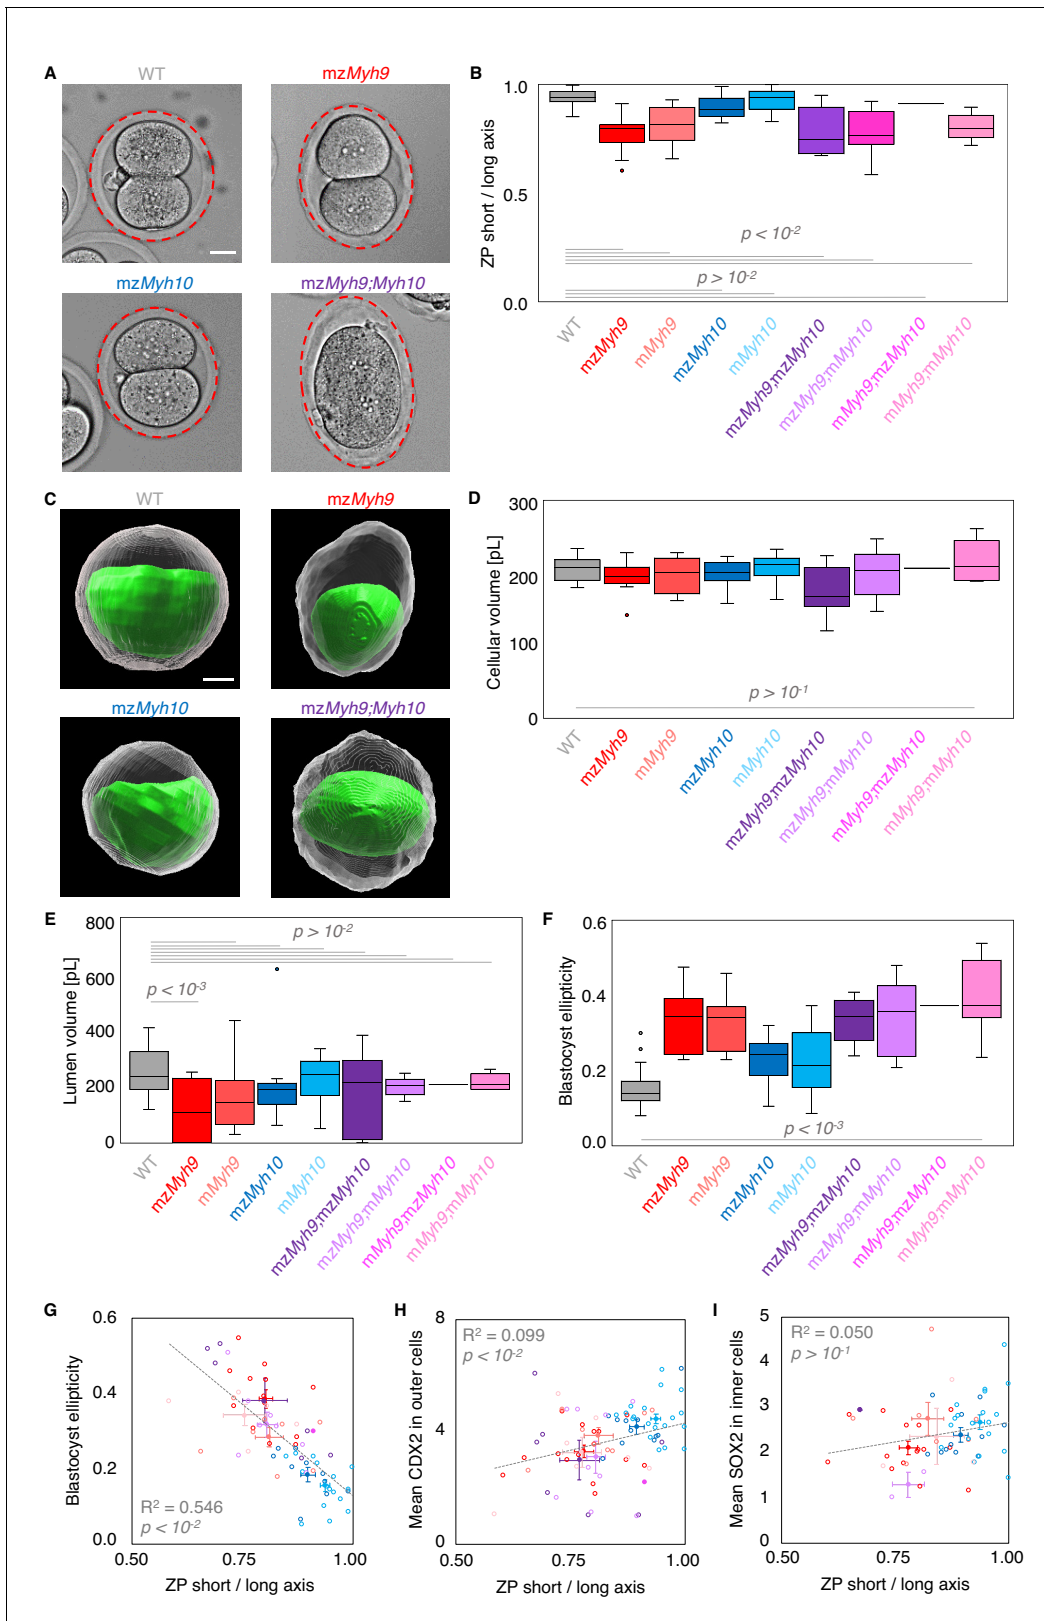 A
WT
mzMyh9
mzMyh10
mzMyh9;Myh10
B
ZP short / long axis
1.0
0.5
0.0
p < 10-2
p > 10-2
WT
mzMyh9
mMyh9
mzMyh10
mMyh10
mzMyh9;mzMyh10
mzMyh9;mMyh10
mMyh9;mzMyh10
mMyh9;mMyh10
C
WT
mzMyh9
mzMyh10
mzMyh9;Myh10
D
Cellular volume [pL]
300
200
100
0
p > 10-1
WT
mzMyh9
mMyh9
mzMyh10
mMyh10
mzMyh9;mzMyh10
mzMyh9;mMyh10
mMyh9;mzMyh10
mMyh9;mMyh10
E
Lumen volume [pL]
800
600
400
200
0
p > 10-2
p < 10-3
WT
mzMyh9
mMyh9
mzMyh10
mMyh10
mzMyh9;mzMyh10
mzMyh9;mMyh10
mMyh9;mzMyh10
mMyh9;mMyh10
F
Blastocyst ellipticity
0.6
0.4
0.2
0.0
p < 10-3
WT
mzMyh9
mMyh9
mzMyh10
mMyh10
mzMyh9;mzMyh10
mzMyh9;mMyh10
mMyh9;mzMyh10
mMyh9;mMyh10
G
Blastocyst ellipticity
0.6
0.4
0.2
0.0
R2 = 0.546
p < 10-2
0.50 0.75 1.00
ZP short / long axis
H
Mean CDX2 in outer cells
8
4
0
R2 = 0.099
p < 10-2
0.50 0.75 1.00
ZP short / long axis
I
Mean SOX2 in inner cells
5
4
3
2
1
0
R2 = 0.050
p > 10-1
0.50 0.75 1.00
ZP short / long axis